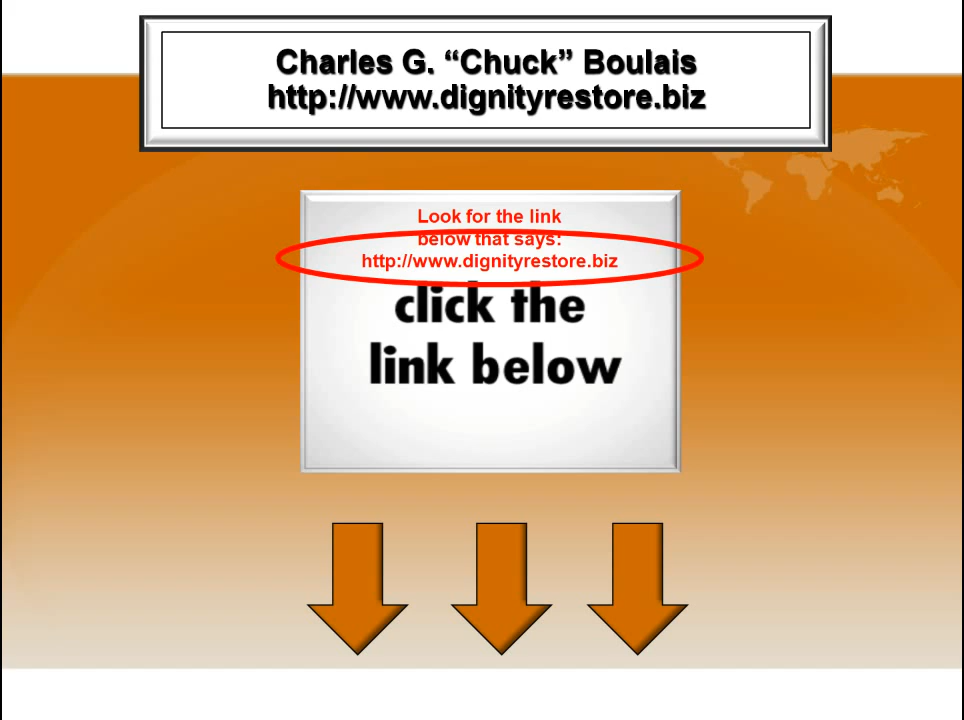 Charles G. “Chuck” Boulais
http://www.dignityrestore.biz
Look for the link
below that says:
http://www.dignityrestore.biz
click the
link below